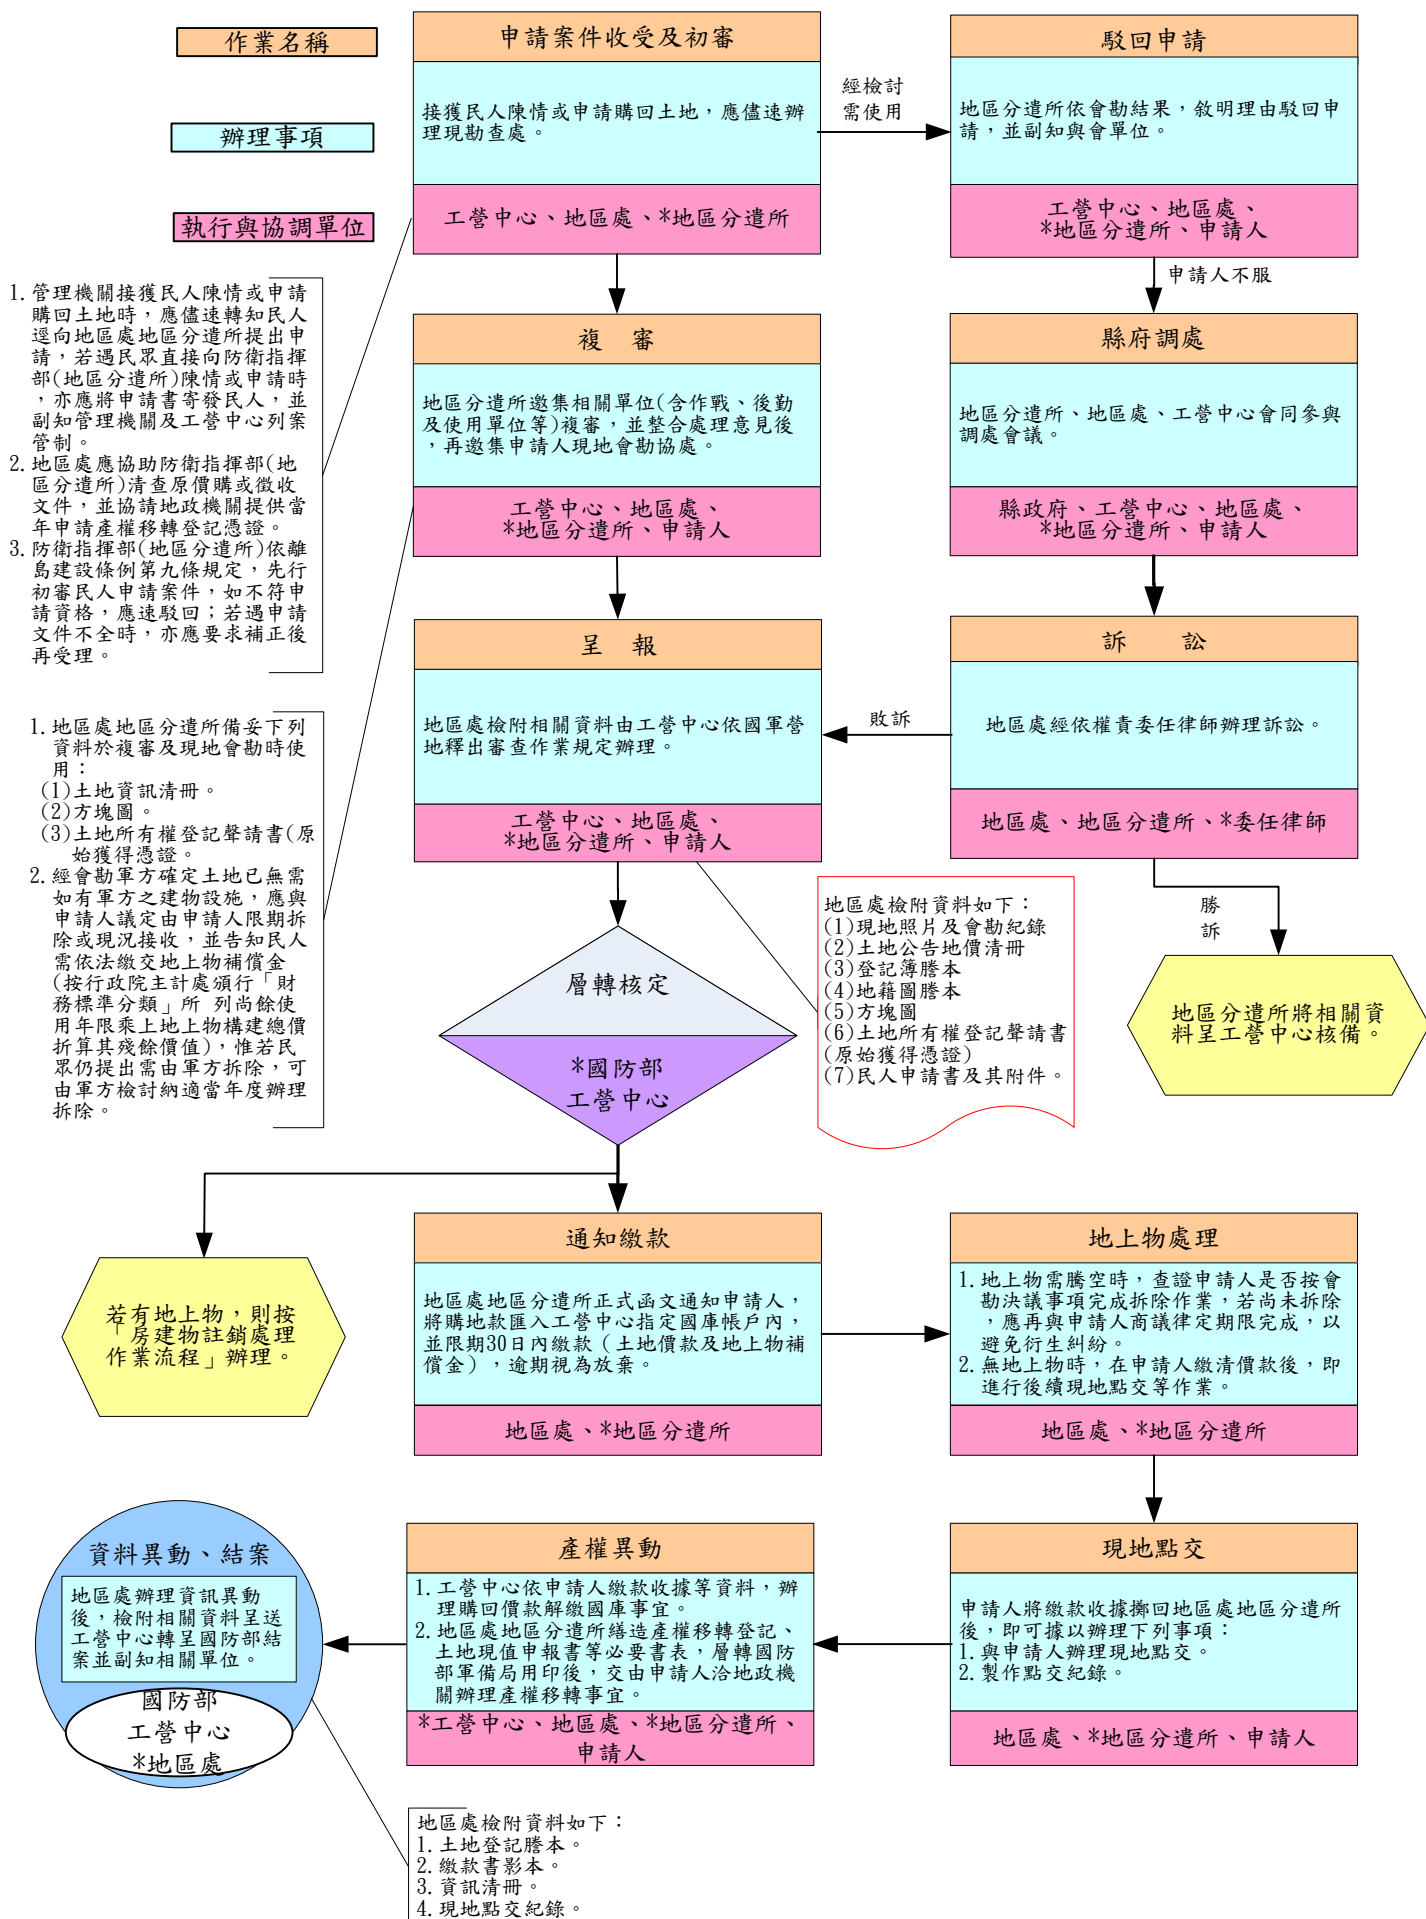 作業名稱
辦理事項
執行與協調單位
申請案件收受及初審
接獲民人陳情或申請購回土地，應儘速辦
理現勘查處。
工營中心、地區處、*地區分遣所
經檢討
需使用
駁回申請
地區分遣所依會勘結果，敘明理由駁回申
請，並副知與會單位。
工營中心、地區處、
*地區分遣所、申請人
申請人不服
1.管理機關接獲民人陳情或申請
購回土地時，應儘速轉知民人
逕向地區處地區分遣所提出申
請，若遇民眾直接向防衛指揮
部(地區分遣所)陳情或申請時
，亦應將申請書寄發民人，並
副知管理機關及工營中心列案
管制。
2.地區處應協助防衛指揮部(地
區分遣所)清查原價購或徵收
文件，並協請地政機關提供當
年申請產權移轉登記憑證。
3.防衛指揮部(地區分遣所)依離
島建設條例第九條規定，先行
初審民人申請案件，如不符申
請資格，應速駁回；若遇申請
文件不全時，亦應要求補正後
再受理。
複　審
地區分遣所邀集相關單位(含作戰、後勤
及使用單位等)複審，並整合處理意見後
，再邀集申請人現地會勘協處。
工營中心、地區處、
*地區分遣所、申請人
縣府調處
地區分遣所、地區處、工營中心會同參與
調處會議。
縣政府、工營中心、地區處、
*地區分遣所、申請人
呈　報
地區處檢附相關資料由工營中心依國軍營
地釋出審查作業規定辦理。
工營中心、地區處、
*地區分遣所、申請人
敗訴
訴　　訟
地區處經依權責委任律師辦理訴訟。
地區處、地區分遣所、*委任律師
勝
訴
1.地區處地區分遣所備妥下列
資料於複審及現地會勘時使
用：
(1)土地資訊清冊。
(2)方塊圖。
(3)土地所有權登記聲請書(原
始獲得憑證。
2.經會勘軍方確定土地已無需
如有軍方之建物設施，應與
申請人議定由申請人限期拆
除或現況接收，並告知民人
需依法繳交地上物補償金
(按行政院主計處頒行「財
務標準分類」所 列尚餘使
用年限乘上地上物構建總價
折算其殘餘價值)，惟若民
眾仍提出需由軍方拆除，可
由軍方檢討納適當年度辦理
拆除。
層轉核定
*國防部
工營中心
地區處檢附資料如下：
(1)現地照片及會勘紀錄
(2)土地公告地價清冊
(3)登記簿謄本
(4)地籍圖謄本
(5)方塊圖
(6)土地所有權登記聲請書
(原始獲得憑證)
(7)民人申請書及其附件。
地區分遣所將相關資
料呈工營中心核備。
若有地上物，則按
「房建物註銷處理
作業流程」辦理。
通知繳款
地區處地區分遣所正式函文通知申請人，
將購地款匯入工營中心指定國庫帳戶內，
並限期30日內繳款（土地價款及地上物補
償金），逾期視為放棄。
地區處、*地區分遣所
地上物處理
1.地上物需騰空時，查證申請人是否按會
勘決議事項完成拆除作業，若尚未拆除
，應再與申請人商議律定期限完成，以
避免衍生糾紛。
2.無地上物時，在申請人繳清價款後，即
進行後續現地點交等作業。
地區處、*地區分遣所
資料異動、結案
地區處辦理資訊異動
後，檢附相關資料呈送
工營中心轉呈國防部結
案並副知相關單位。
國防部
工營中心
*地區處
產權異動
1.工營中心依申請人繳款收據等資料，辦
理購回價款解繳國庫事宜。
2.地區處地區分遣所繕造產權移轉登記、
土地現值申報書等必要書表，層轉國防
部軍備局用印後，交由申請人洽地政機
關辦理產權移轉事宜。
*工營中心、地區處、*地區分遣所、
申請人
現地點交
申請人將繳款收據擲回地區處地區分遣所
後，即可據以辦理下列事項：
1.與申請人辦理現地點交。
2.製作點交紀錄。
地區處、*地區分遣所、申請人
地區處檢附資料如下：
1.土地登記謄本。
2.繳款書影本。
3.資訊清冊。
4.現地點交紀錄。